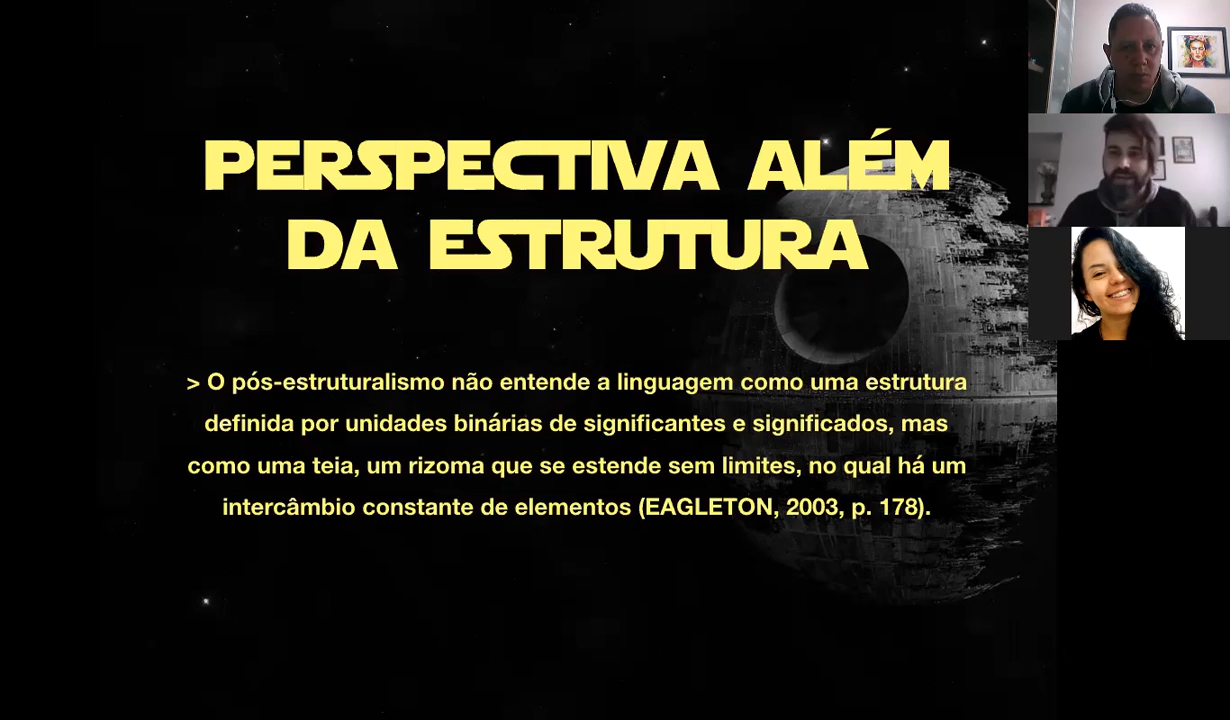 PERSPECTIVA ALÉM
DA ESTRUTURA
> O pós-estruturalismo não entende a linguagem como uma estrutura
definida por unidades binárias de significantes e significados, mas
como uma teia, um rizoma que se estende sem limites, no qual há um
intercâmbio constante de elementos (EAGLETON, 2003, p. 178).